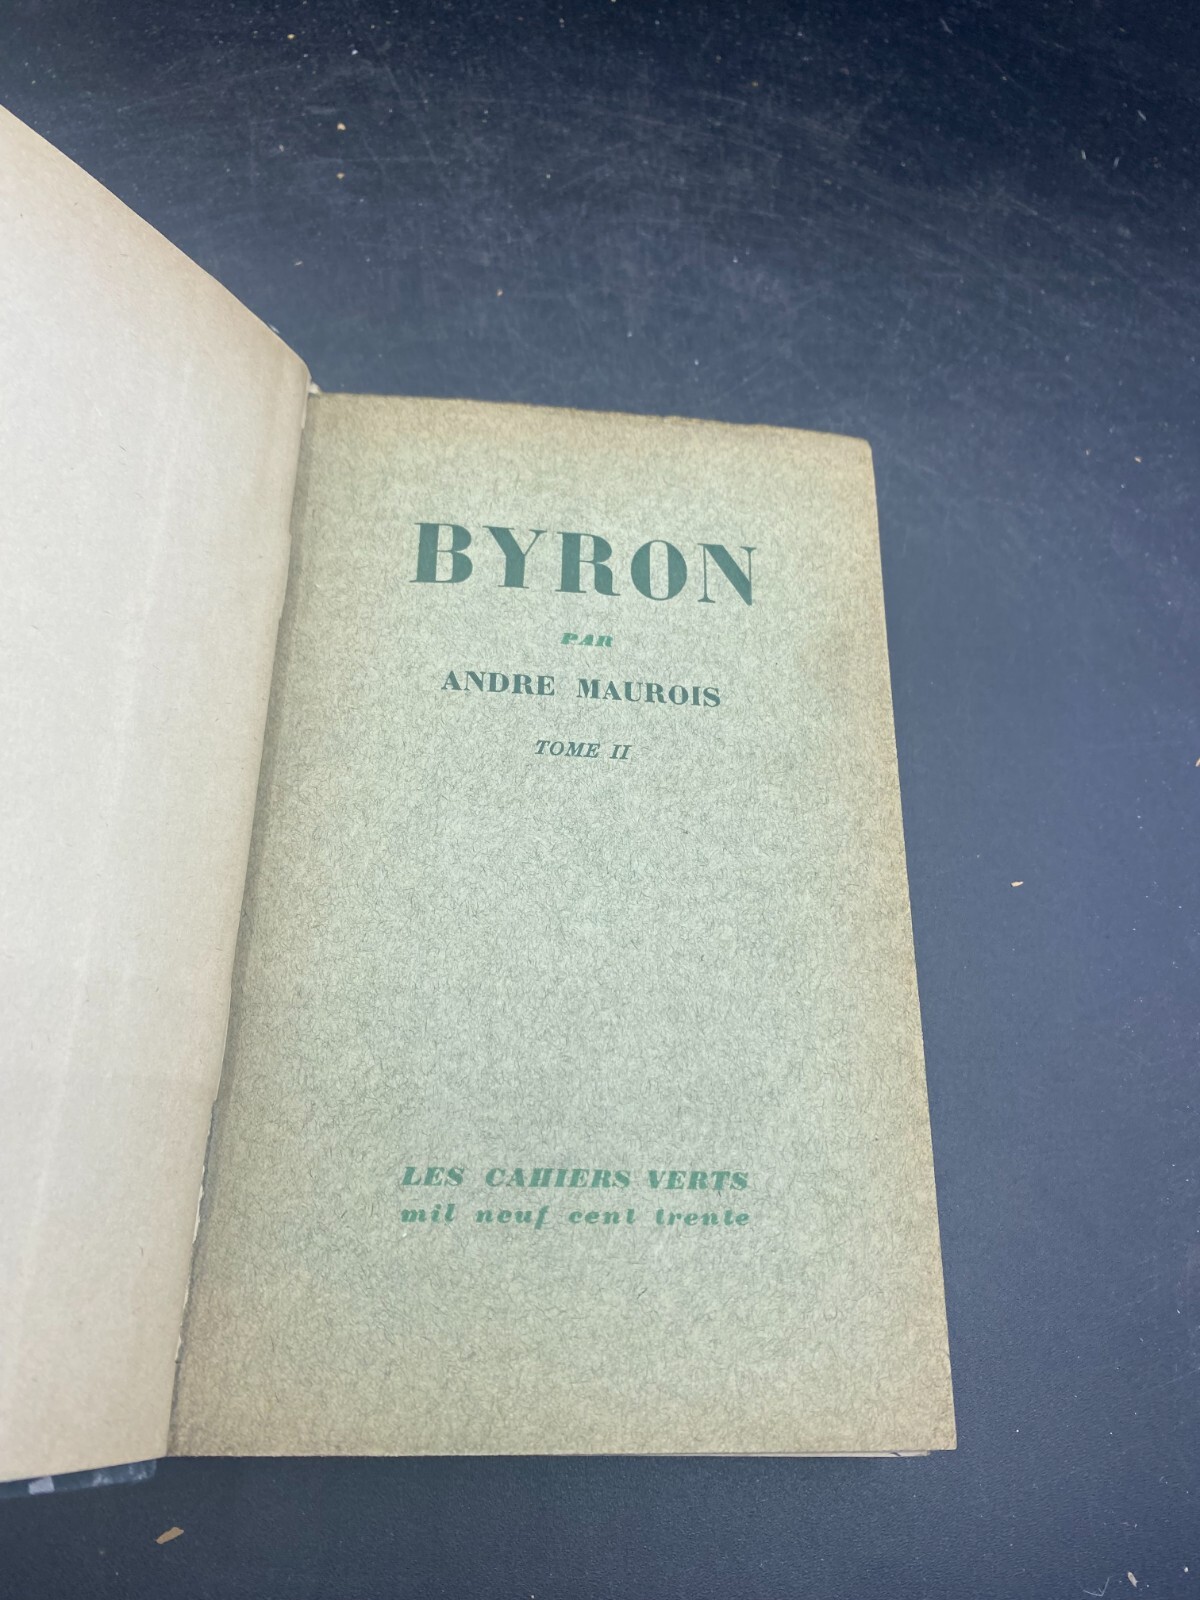 BYRON
PAR
ANDRE MAUROIS
TOME II
LES CAHIERS VERTS
mil neuf cent trente